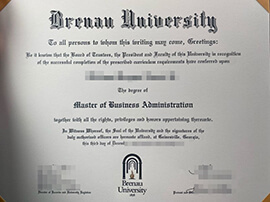 Brenau University
To all persons to whom this writing may come, Greetings:
Be it known that the Board of Trustees, the President and Faculty of this University in recognition
of the successful completion of the prescribed curriculum requirements have conferred upon
The degree of
Master of Business Administration
together with all the rights, privileges and honors appertaining thereunto.
In Witness Whereof, the Seal of the University and the signatures of the
duly authorized officers are hereunto affixed, at Gainesville, Georgia,
this third day of
Brenau
University